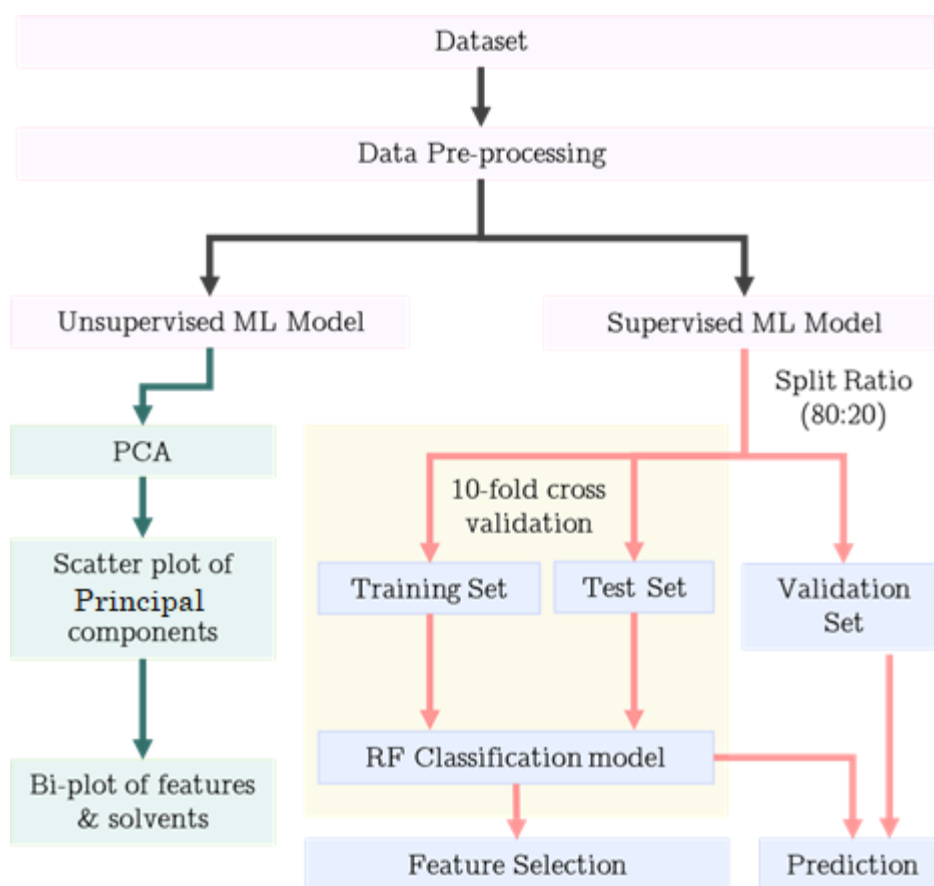 Dataset
Data Pre-processing
Unsupervised ML Model
Supervised ML Model
Split Ratio
(80:20)
PCA
10-fold cross
validation
Scatter plot of
Principal
components
Training Set
Test Set
Validation
Set
RF Classification model
Bi-plot of features
& solvents
Feature Selection
Prediction